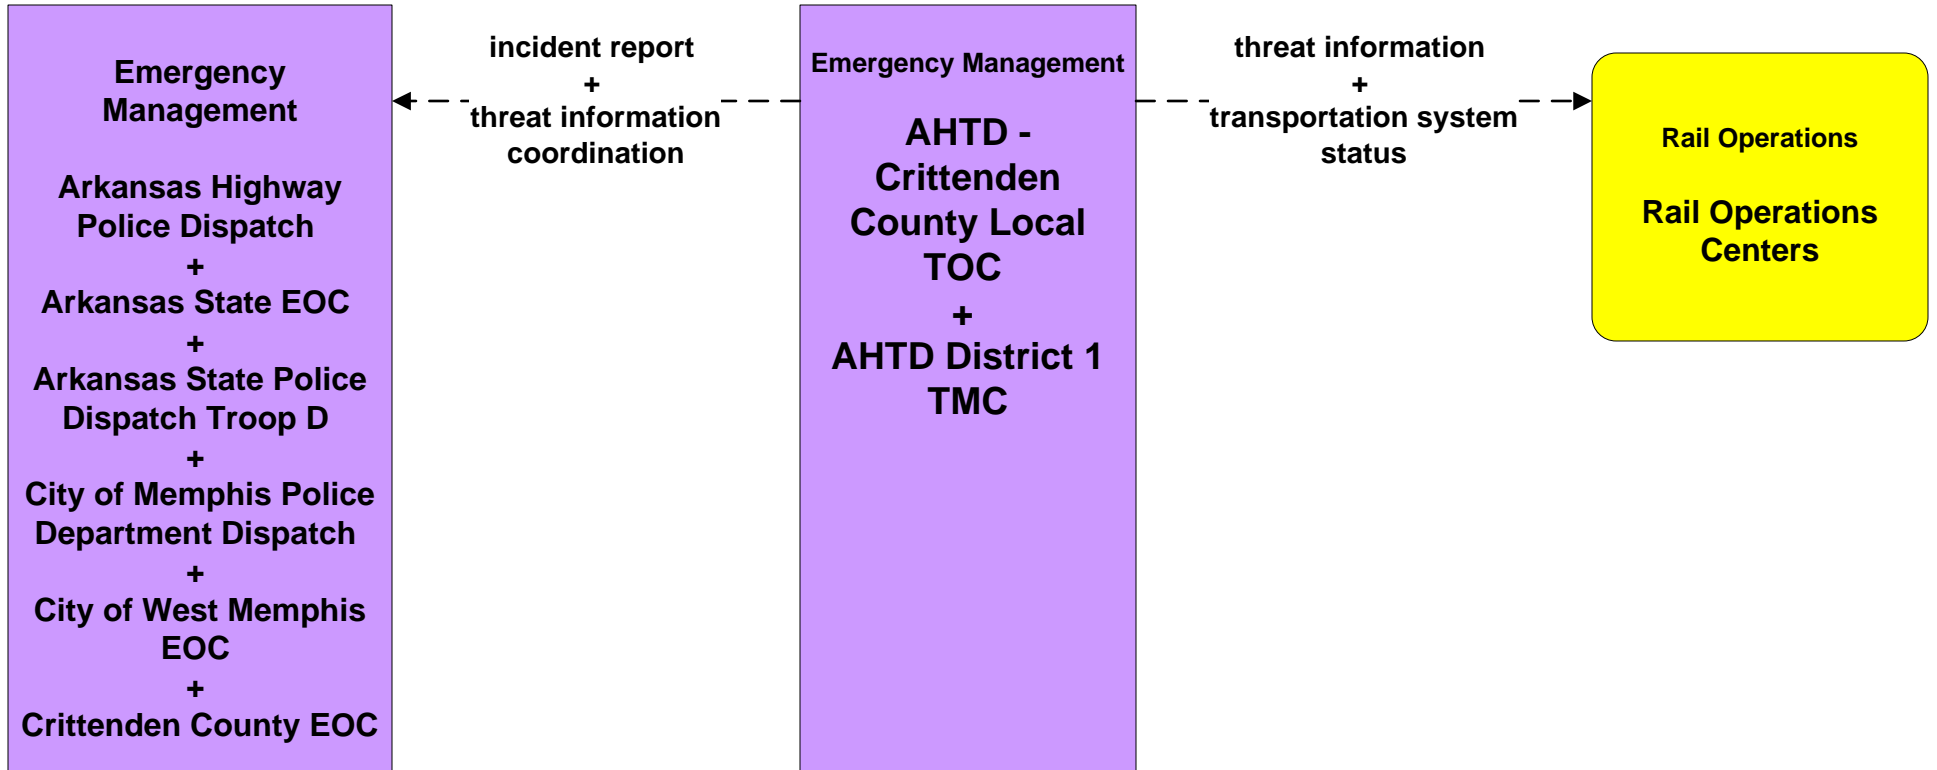 Emergency
Management
Arkansas Highway
Police Dispatch
+
Arkansas State EOC
+
Arkansas State Police
Dispatch Troop D
+
City of Memphis Police
Department Dispatch
+
City of West Memphis
EOC
+
Crittenden County EOC
incident report
+
threat information
coordination
Emergency Management
AHTD -
Crittenden
County Local
TOC
+
AHTD District 1
TMC
threat information
+
transportation system
status
Rail Operations
Rail Operations
Centers